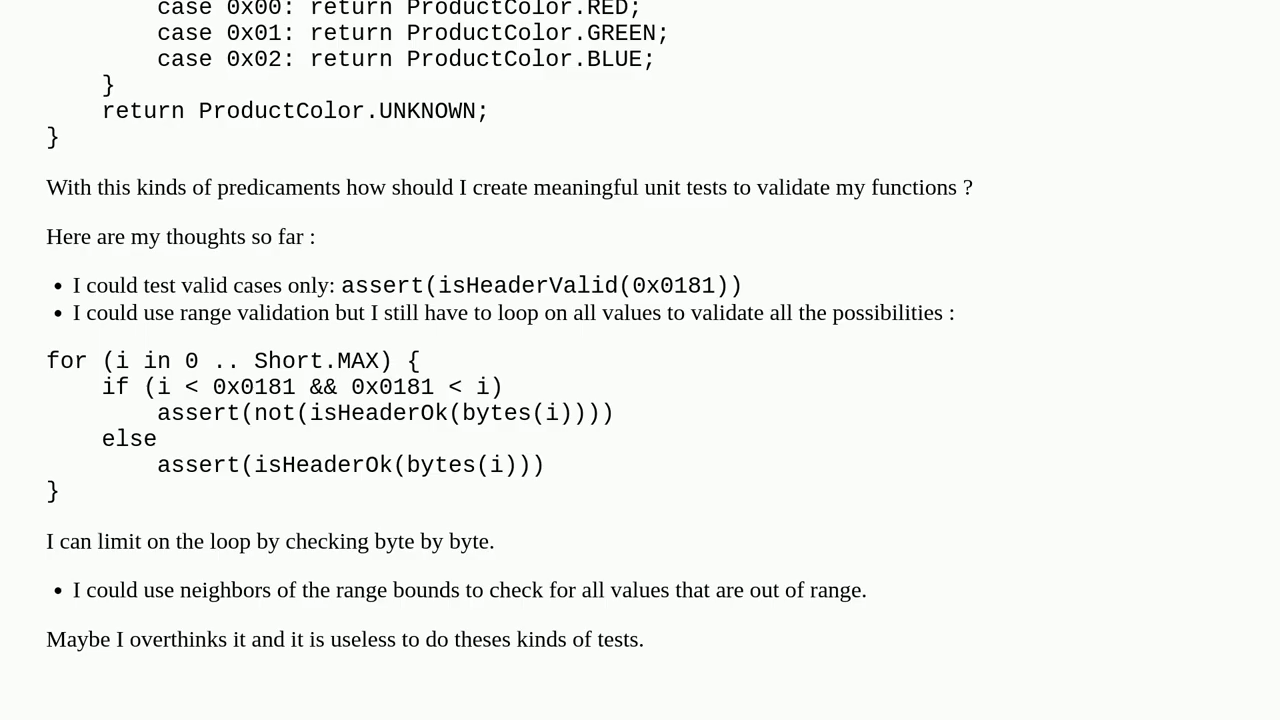 case 0x00: return ProductColor.RED;
case 0x01: return ProductColor.GREEN;
case 0x02: return ProductColor.BLUE;
}
return ProductColor.UNKNOWN;
}
With this kinds of predicaments how should I create meaningful unit tests to validate my functions ?
Here are my thoughts so far :
• I could test valid cases only: assert(isHeaderValid(0x0181))
• I could use range validation but I still have to loop on all values to validate all the possibilities :
for (i in 0 .. Short.MAX) {
if (i < 0x0181 && 0x0181 < i)
assert(not(isHeaderOk(bytes(i))))
else
assert(isHeaderOk(bytes(i)))
}
I can limit on the loop by checking byte by byte.
• I could use neighbors of the range bounds to check for all values that are out of range.
Maybe I overthinks it and it is useless to do theses kinds of tests.